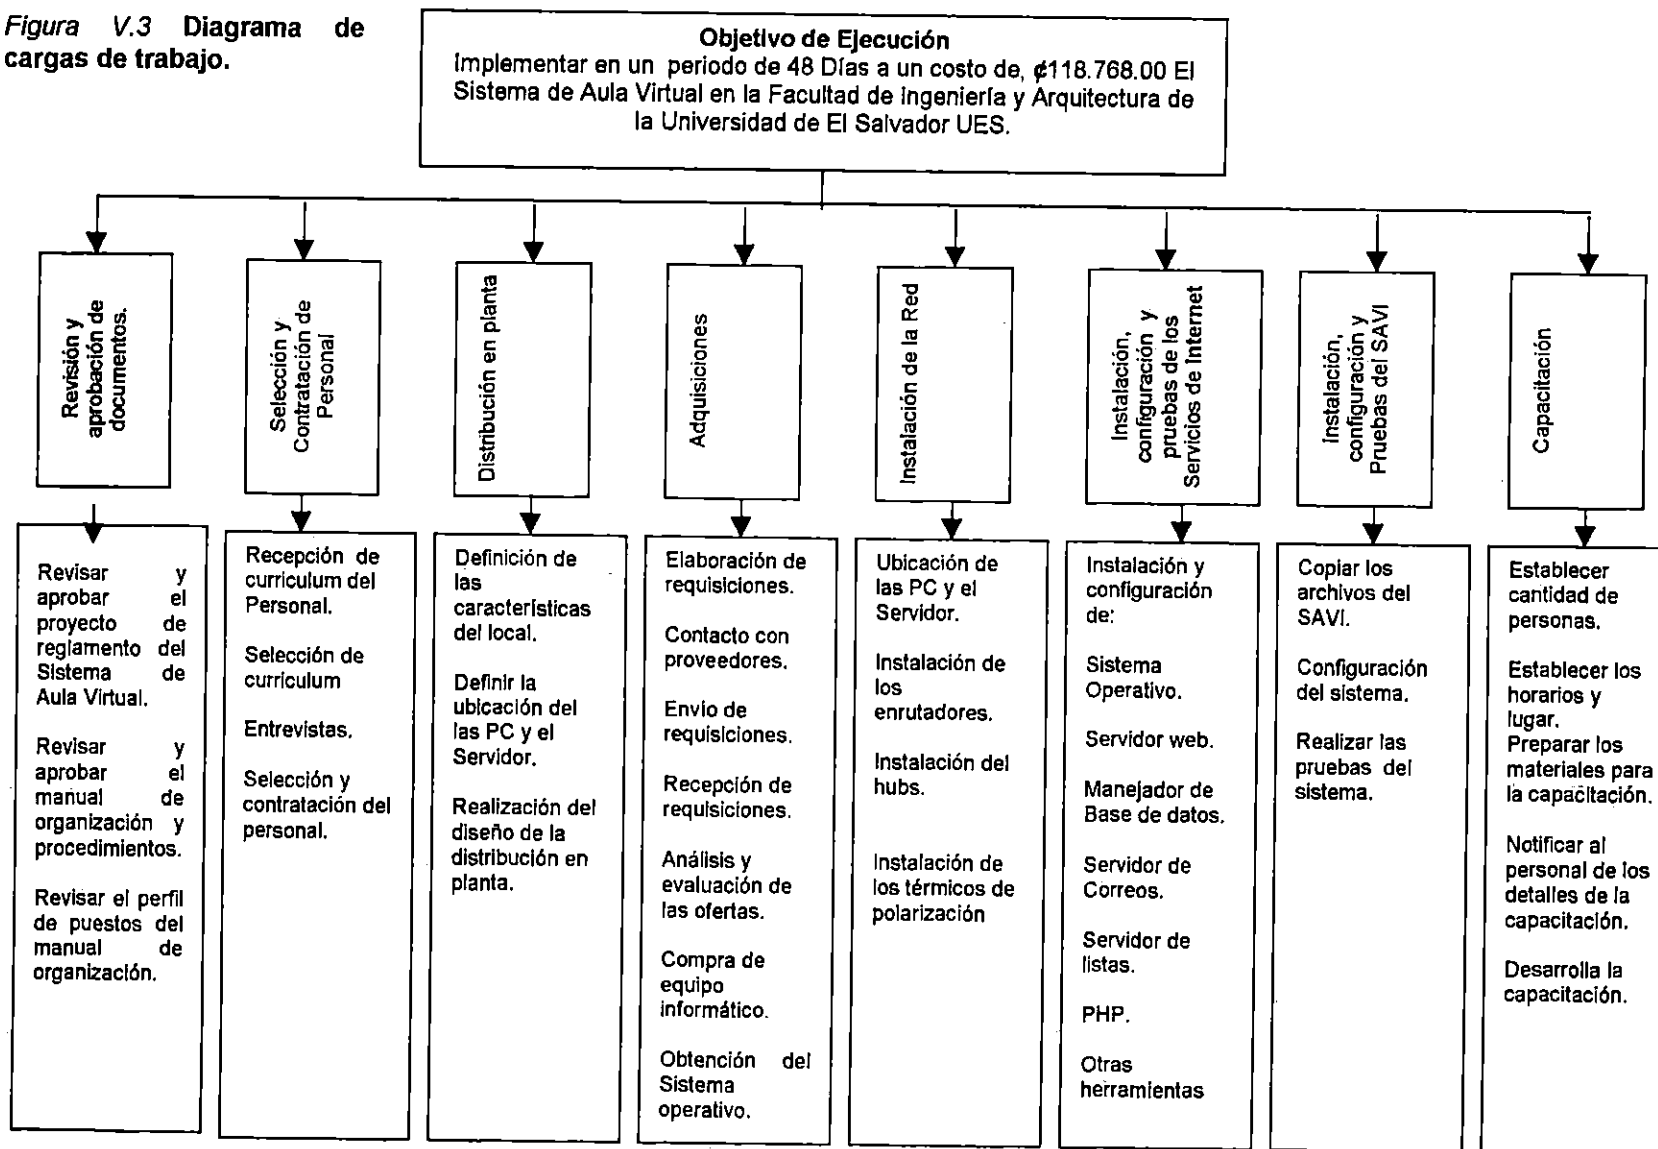 Figura V.3 Diagrama de
cargas de trabajo.
Objetivo de Ejecución
Implementar en un periodo de 48 Días a un costo de, ¢118.768.00 El
Sistema de Aula Virtual en la Facultad de Ingeniería y Arquitectura de
la Universidad de El Salvador UES.
Revisión y
aprobación de
documentos.
Selección y
Contratación de
Personal
Distribución en planta
Adquisiciones
Instalación de la Red
Instalación,
configuración y
pruebas de los
Servicios de Internet
Instalación,
configuración y
Pruebas del SAVI
Capacitación
Revisar y
aprobar el
proyecto de
reglamento del
Sistema de
Aula Virtual.
Revisar y
aprobar el
manual de
organización y
procedimientos.
Revisar el perfil
de puestos del
manual de
organización.
Recepción de
curriculum del
Personal.
Selección de
curriculum
Entrevistas.
Selección y
contratación del
personal.
Definición de
las
características
del local.
Definir la
ubicación del
las PC y el
Servidor.
Realización del
diseño de la
distribución en
planta.
Elaboración de
requisiciones.
Contacto con
proveedores.
Envio de
requisiciones.
Recepción de
requisiciones.
Análisis y
evaluación de
las ofertas.
Compra de
equipo
informático.
Obtención del
Sistema
operativo.
Ubicación de
las PC y el
Servidor.
Instalación de
los
enrutadores.
Instalación del
hubs.
Instalación de
los térmicos de
polarización
Instalación y
configuración
de:
Sistema
Operativo.
Servidor web.
Manejador de
Base de datos.
Servidor de
Correos.
Servidor de
listas.
PHP.
Otras
herramientas
Copiar los
archivos del
SAVI.
Configuración
del sistema.
Realizar las
pruebas del
sistema.
Establecer
cantidad de
personas.
Establecer los
horarios y
lugar.
Preparar los
materiales para
la capacitación.
Notificar al
personal de los
detalles de la
capacitación.
Desarrolla la
capacitación.